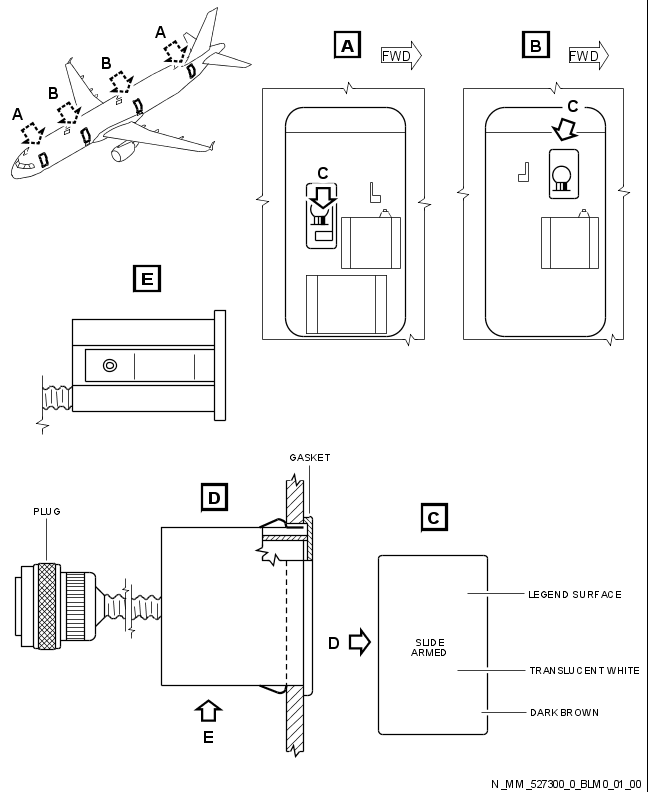 A
B
B
A
A
FWD
B
FWD
C
C
E
D
GASKET
PLUG
C
SLIDE
ARMED
LEGEND SURFACE
TRANSLUCENT WHITE
DARK BROWN
D
E
N_MM_527300_0_BLM0_01_00